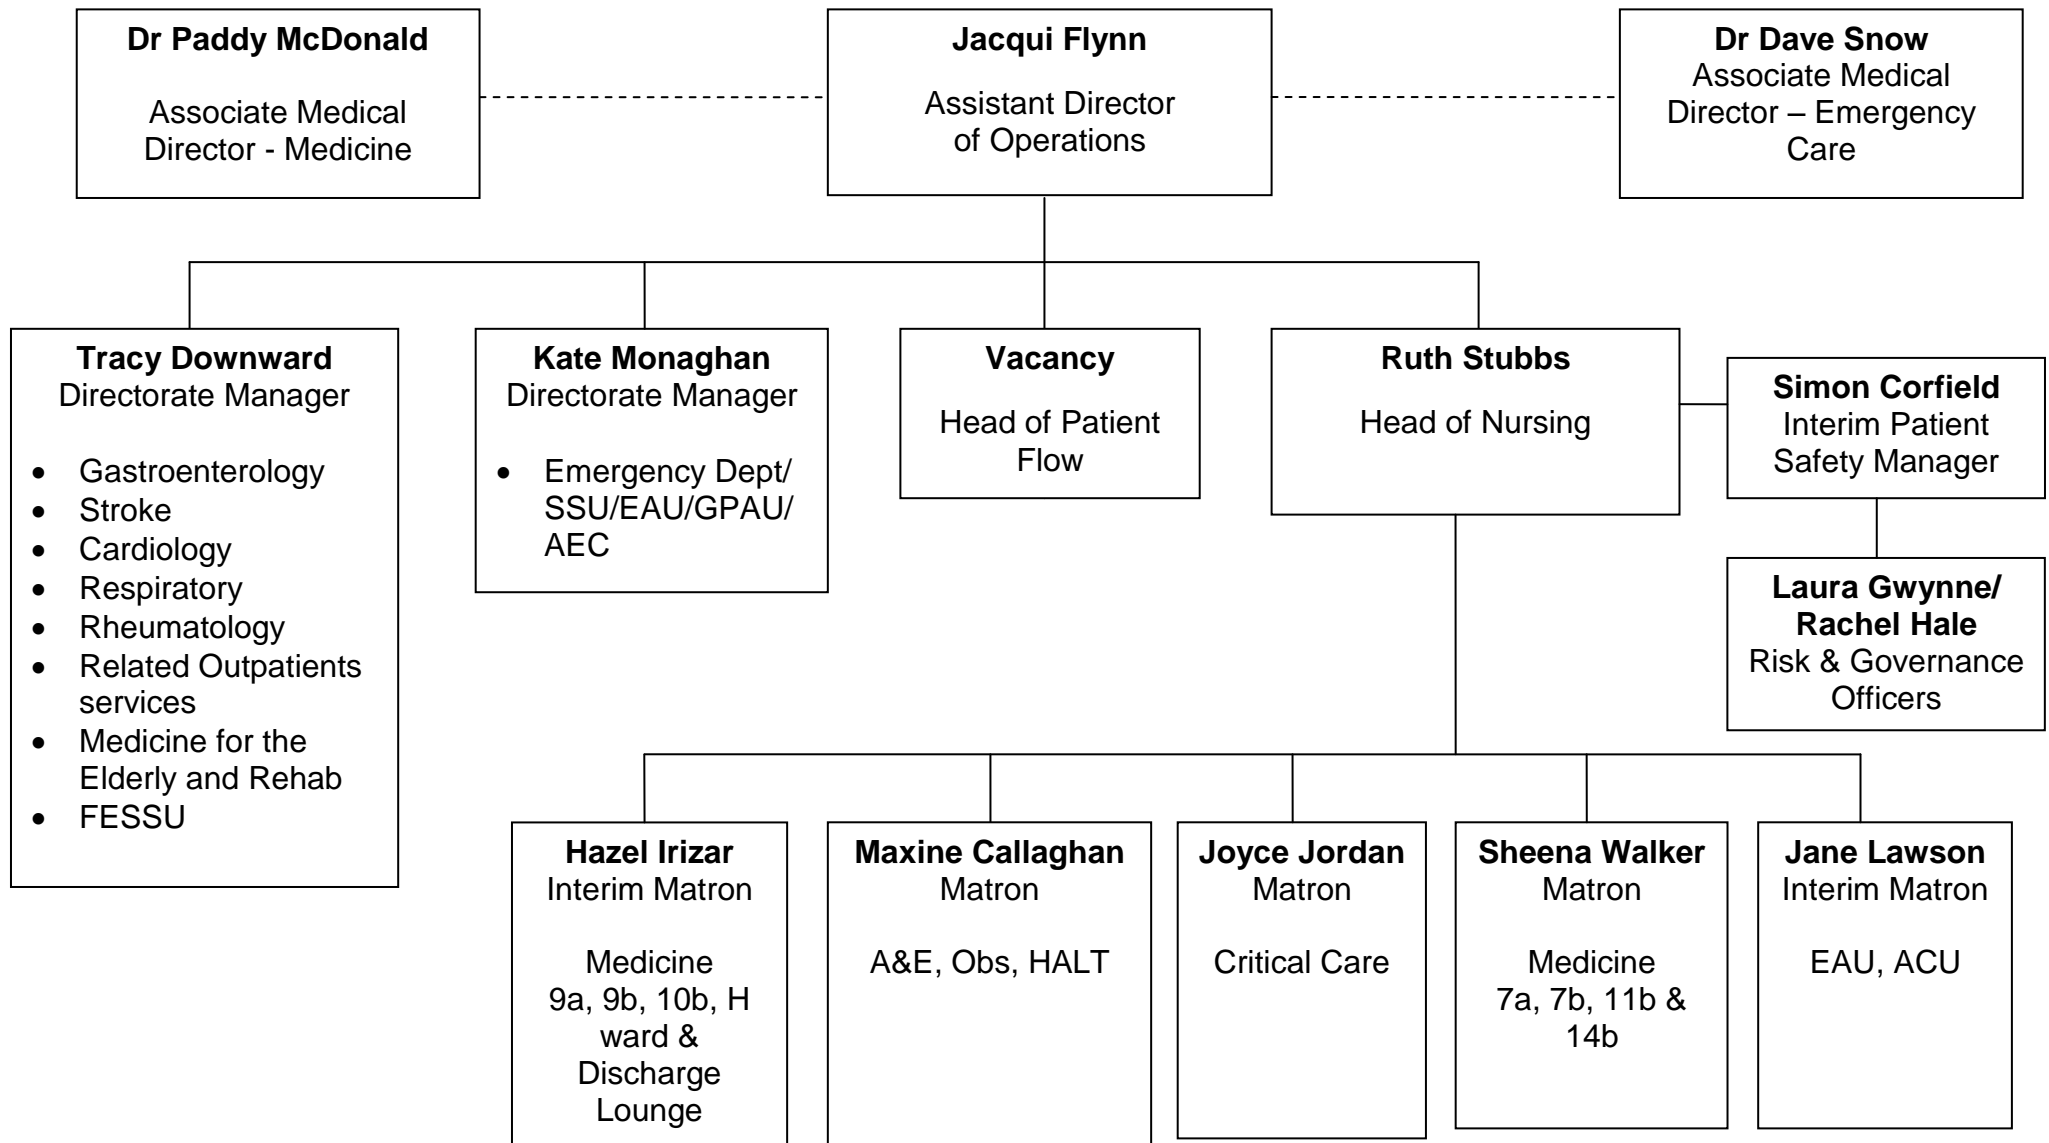 Dr Paddy McDonald
Associate Medical
Director - Medicine
Jacqui Flynn
Assistant Director
of Operations
Dr Dave Snow
Associate Medical
Director – Emergency
Care
Tracy Downward
Directorate Manager
• Gastroenterology
• Stroke
• Cardiology
• Respiratory
• Rheumatology
• Related Outpatients
services
• Medicine for the
Elderly and Rehab
• FESSU
Kate Monaghan
Directorate Manager
• Emergency Dept/
SSU/EAU/GPAU/
AEC
Vacancy
Head of Patient
Flow
Ruth Stubbs
Head of Nursing
Simon Corfield
Interim Patient
Safety Manager
Laura Gwynne/
Rachel Hale
Risk & Governance
Officers
Hazel Irizar
Interim Matron
Medicine
9a, 9b, 10b, H
ward &
Discharge
Lounge
Maxine Callaghan
Matron
A&E, Obs, HALT
Joyce Jordan
Matron
Critical Care
Sheena Walker
Matron
Medicine
7a, 7b, 11b &
14b
Jane Lawson
Interim Matron
EAU, ACU